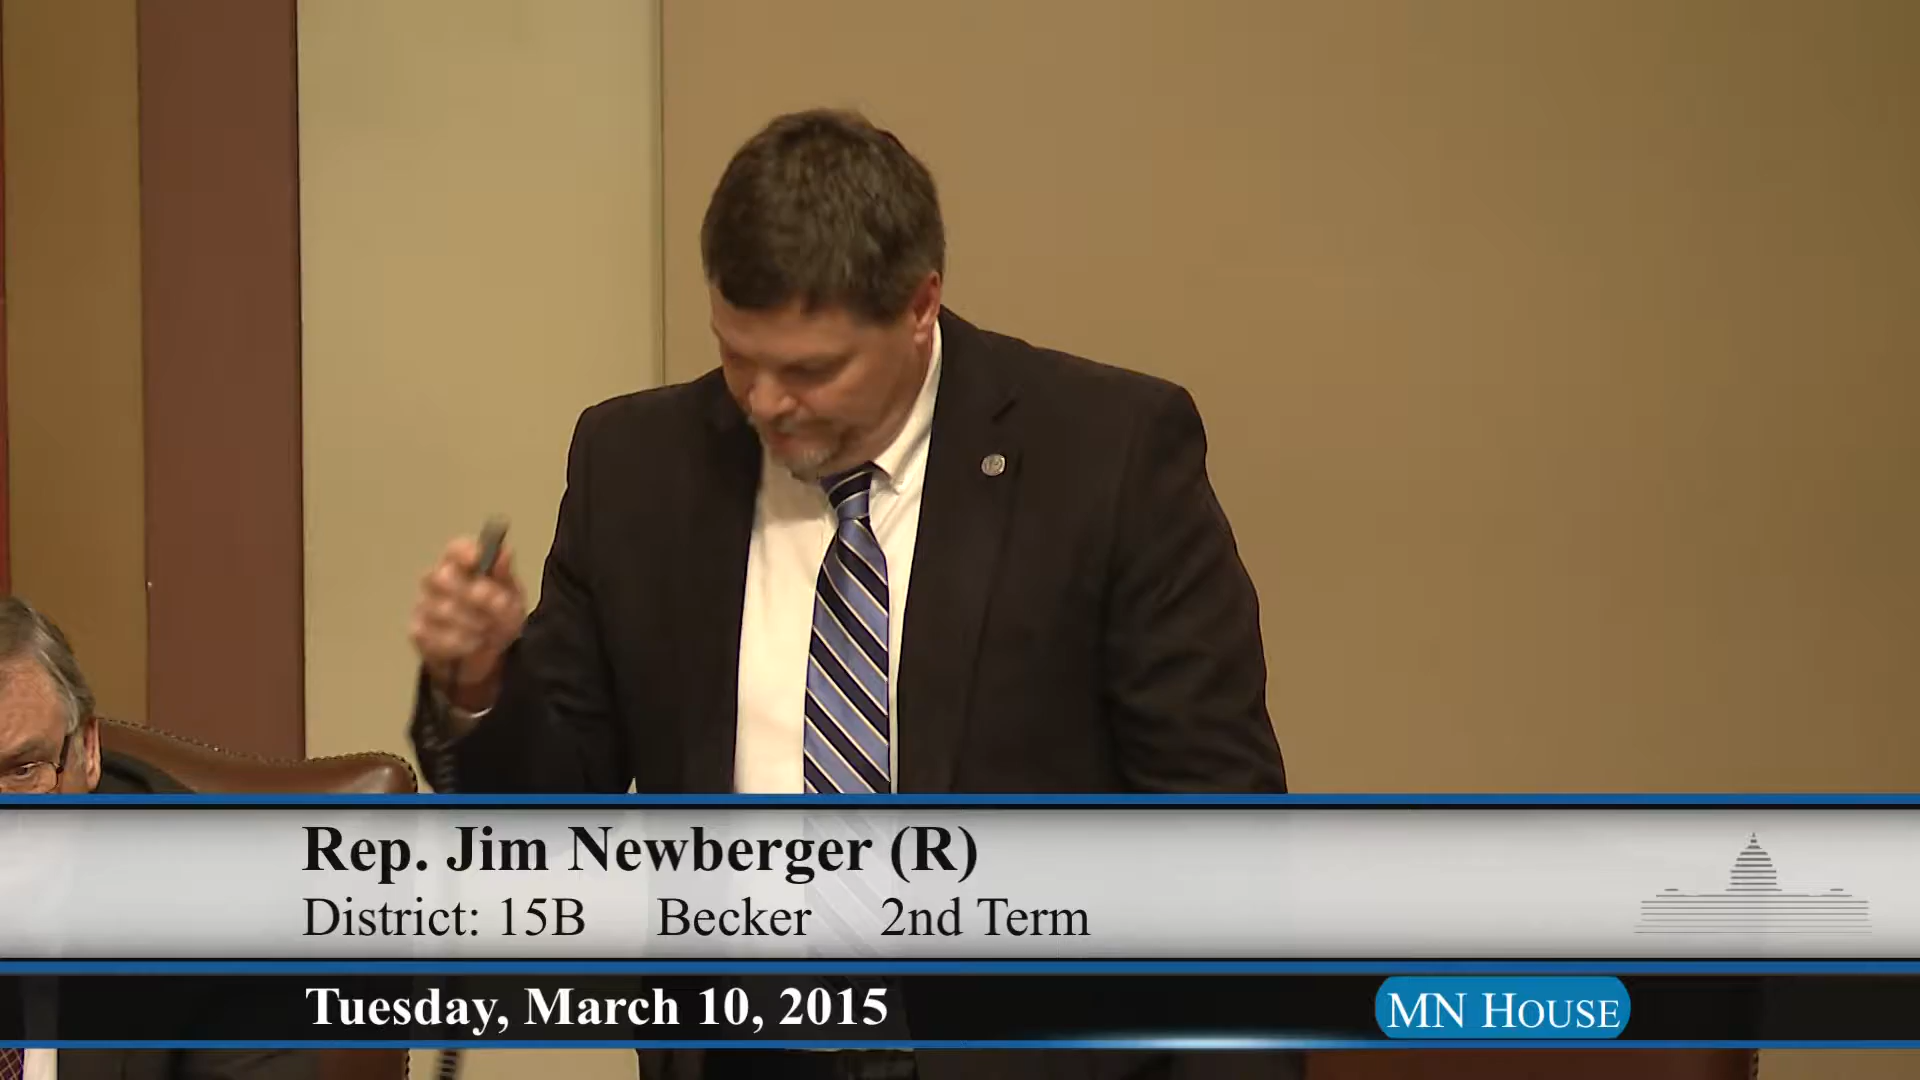 Rep. Jim Newberger (R)
District: 15B Becker 2nd Term
Tuesday, March 10, 2015
MN HOUSE